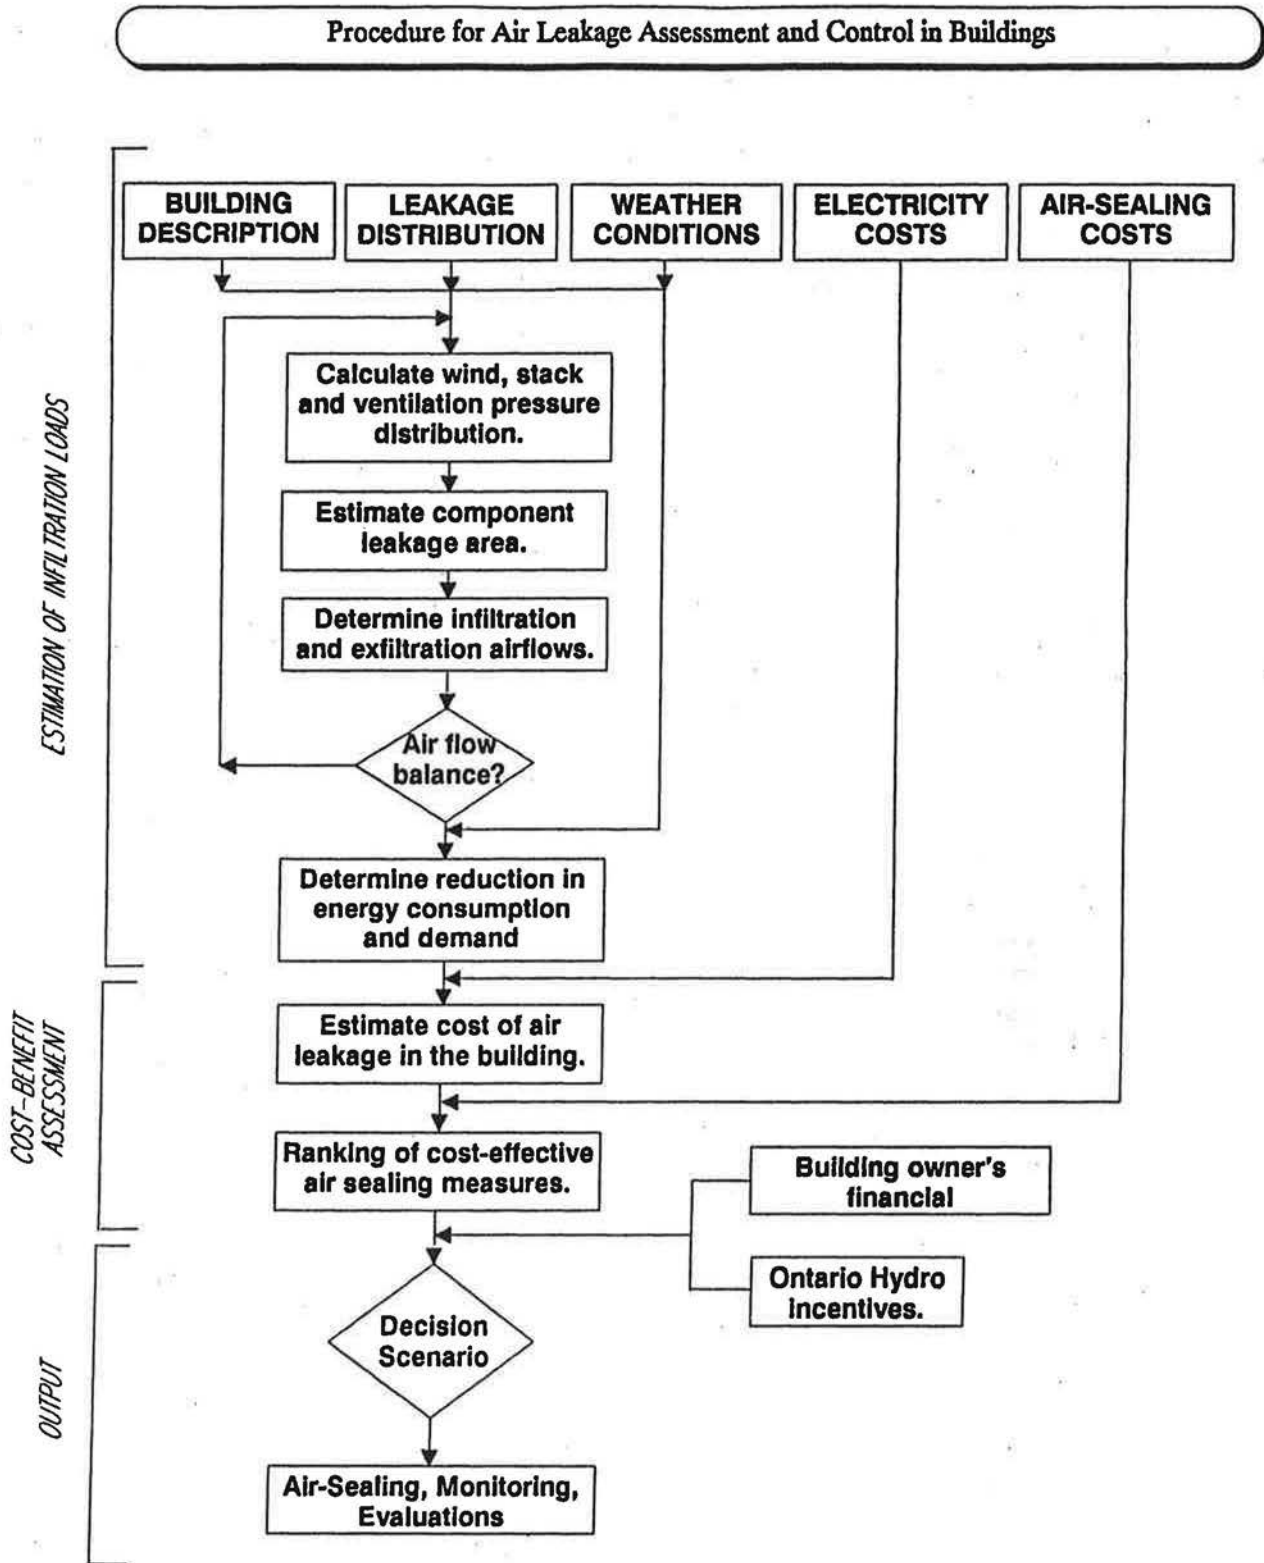 Procedure for Air Leakage Assessment and Control in Buildings
BUILDING
DESCRIPTION
LEAKAGE
DISTRIBUTION
WEATHER
CONDITIONS
ELECTRICITY
COSTS
AIR-SEALING
COSTS
ESTIMATION OF INFILTRATION LOADS
Calculate wind, stack
and ventilation pressure
distribution.
Estimate component
leakage area.
Determine infiltration
and exfiltration airflows.
Air flow
balance?
Determine reduction in
energy consumption
and demand
COST-BENEFIT
ASSESSMENT
Estimate cost of air
leakage in the building.
Ranking of cost-effective
air sealing measures.
Building owner's
financial
Ontario Hydro
incentives.
OUTPUT
Decision
Scenario
Air-Sealing, Monitoring,
Evaluations